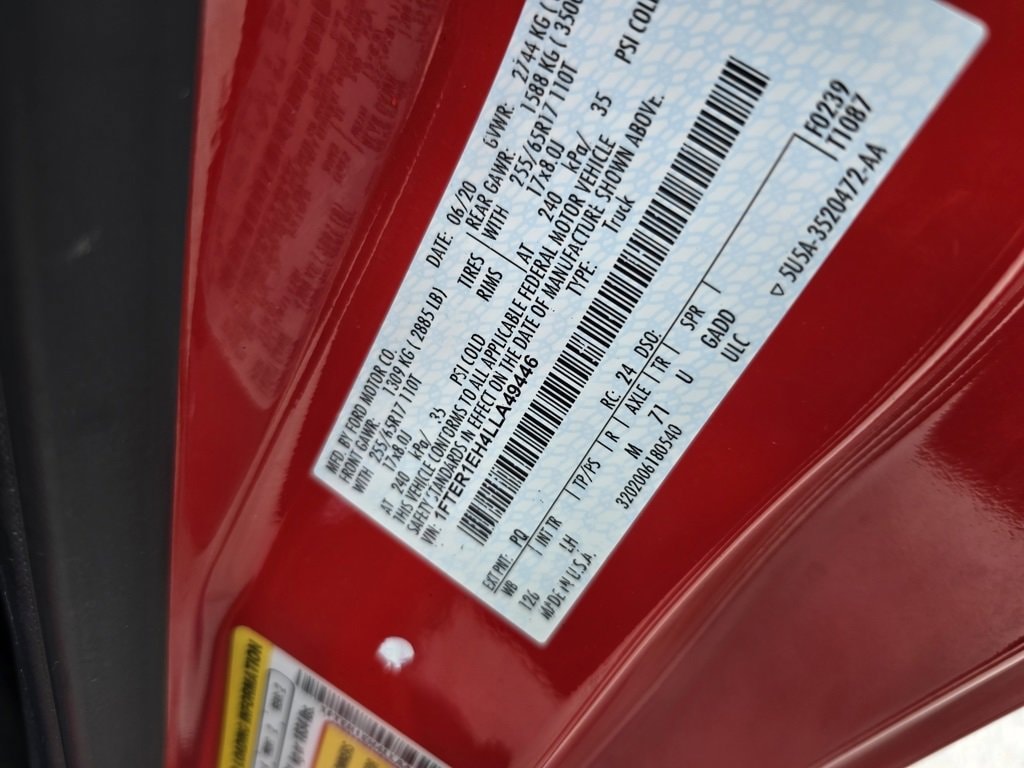 MFD. BY FORD MOTOR CO.
DATE: 06/20 GVWR: 2744 KG (
FRONT GAWR: 1309 KG ( 2885 LB) REAR GAWR: 1588 KG ( 350
WITH 255/65R17 110T TIRES WITH 255/65R17 110T
17x8.0J RIMS 17x8.0J
AT 240 kPa/ 35 PSI COLD AT 240 kPa/ 35 PSI COL
THIS VEHICLE CONFORMS TO ALL APPLICABLE FEDERAL MOTOR VEHICLE
SAFETY STANDARDS IN EFFECT ON THE DATE OF MANUFACTURE SHOWN ABOVE.
VIN: 1FTER1EH4LLA49446 TYPE: Truck
EXT PNT: PQ RC: 24 DSO: F0239
T1087
WB INT TR TP/PS R AXLE TR SPR
126 LH M 71 U GADD
ULC
MADE IN U.S.A. 3202006180540 5U5A-3520472-AA
LOADING INFORMATION